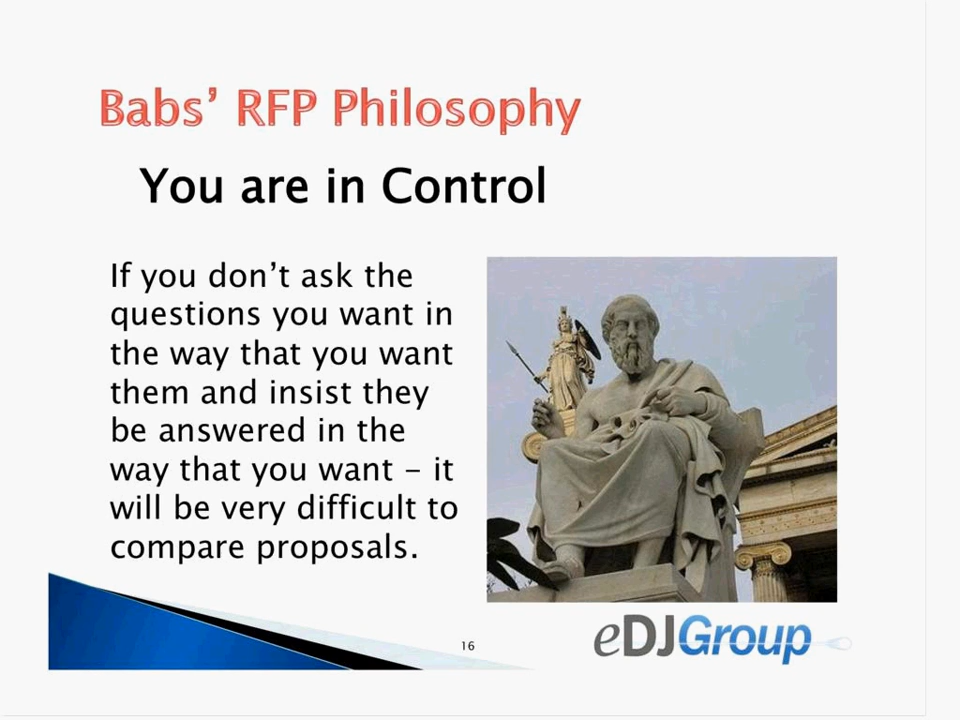 Babs’ RFP Philosophy
You are in Control
If you don’t ask the
questions you want in
the way that you want
them and insist they
be answered in the
way that you want – it
will be very difficult to
compare proposals.
16
eDJGroup